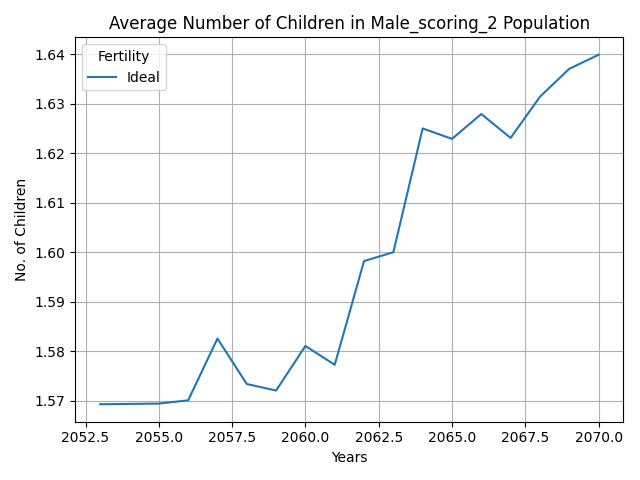 Average Number of Children in Male_scoring_2 Population
Fertility
Ideal
No. of Children
1.64
1.63
1.62
1.61
1.60
1.59
1.58
1.57
2052.5 2055.0 2057.5 2060.0 2062.5 2065.0 2067.5 2070.0
Years